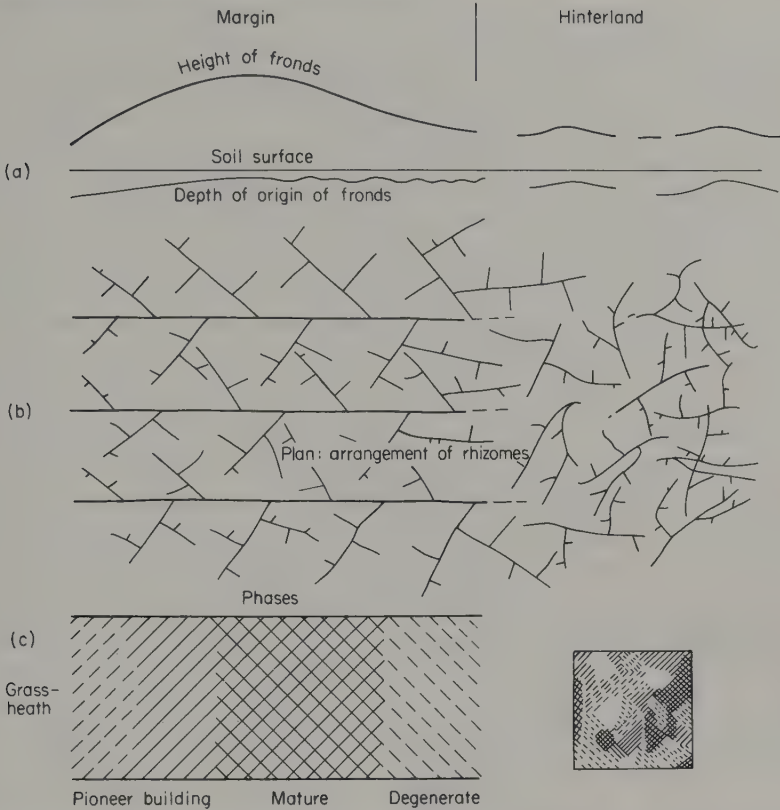 Margin
Hinterland
Height of fronds
Soil surface
(a)
Depth of origin of fronds
(b)
Plan: arrangement of rhizomes
Phases
(c)
Grass-
heath
Pioneer building
Mature
Degenerate